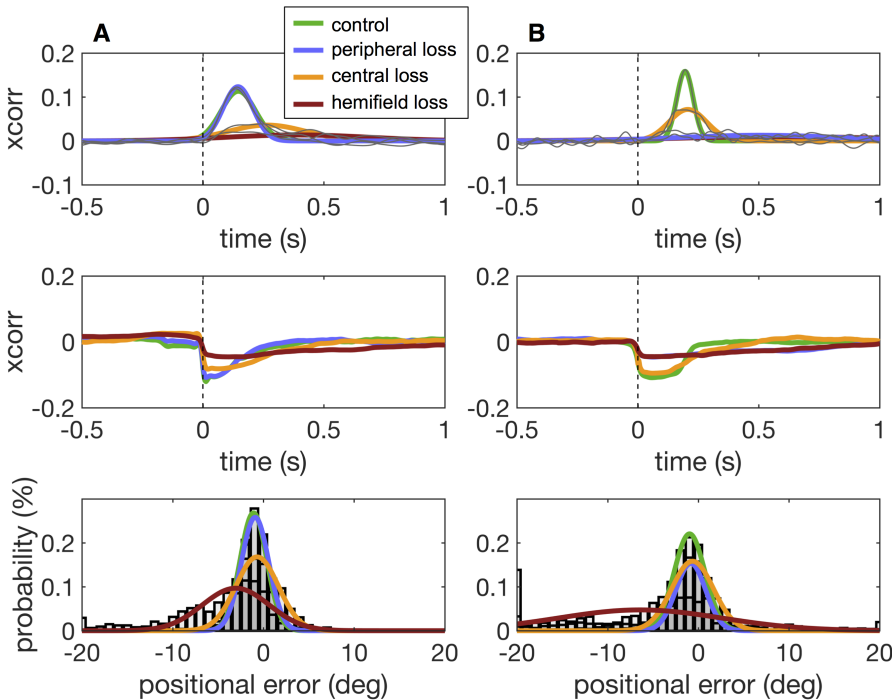 A
B
control
peripheral loss
central loss
hemifield loss
xcorr
0.2
0.1
0
-0.1
-0.5 0 0.5 1
time (s)
xcorr
0.2
0.1
0
-0.1
-0.5 0 0.5 1
time (s)
xcorr
0.2
0
-0.2
-0.5 0 0.5 1
time (s)
0.2
0
-0.2
-0.5 0 0.5 1
time (s)
probability (%)
0.2
0.1
0
-20 -10 0 10 20
positional error (deg)
0.2
0.1
0
-20 -10 0 10 20
positional error (deg)